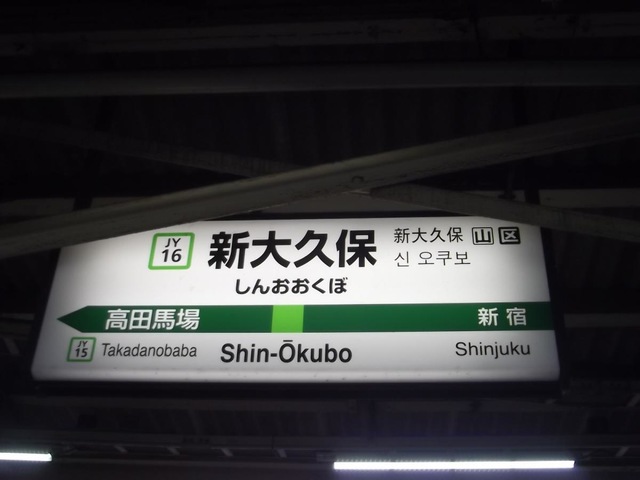 JY
16
新大久保
しんおおくぼ
新大久保 山 区
신 오쿠보
高田馬場
新宿
JY
15
Takadanobaba
Shin-Ōkubo
Shinjuku